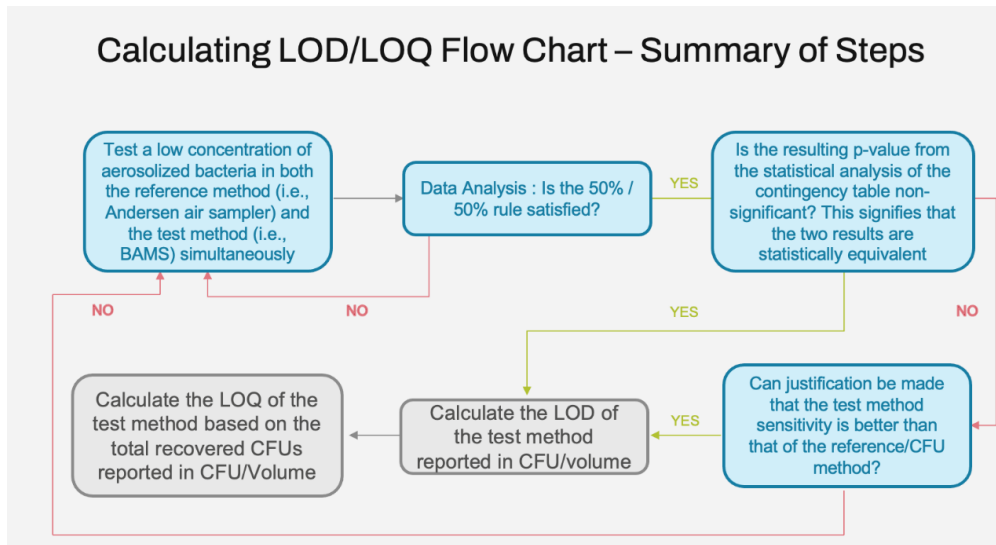 Calculating LOD/LOQ Flow Chart – Summary of Steps
Test a low concentration of
aerosolized bacteria in both
the reference method (i.e.,
Andersen air sampler) and
the test method (i.e.,
BAMS) simultaneously
Data Analysis : Is the 50% /
50% rule satisfied?
YES
Is the resulting p-value from
the statistical analysis of the
contingency table non-
significant? This signifies that
the two results are
statistically equivalent
NO
NO
YES
NO
Calculate the LOQ of the
test method based on the
total recovered CFUs
reported in CFU/Volume
Calculate the LOD of
the test method
reported in CFU/volume
YES
Can justification be made
that the test method
sensitivity is better than
that of the reference/CFU
method?